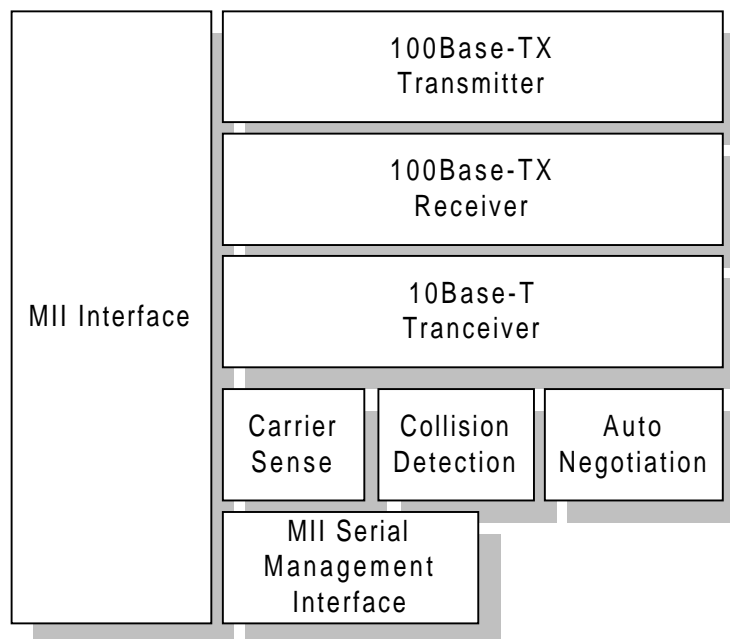 MII Interface
100Base-TX
Transmitter
100Base-TX
Receiver
10Base-T
Tranceiver
Carrier
Sense
Collision
Detection
Auto
Negotiation
MII Serial
Management
Interface